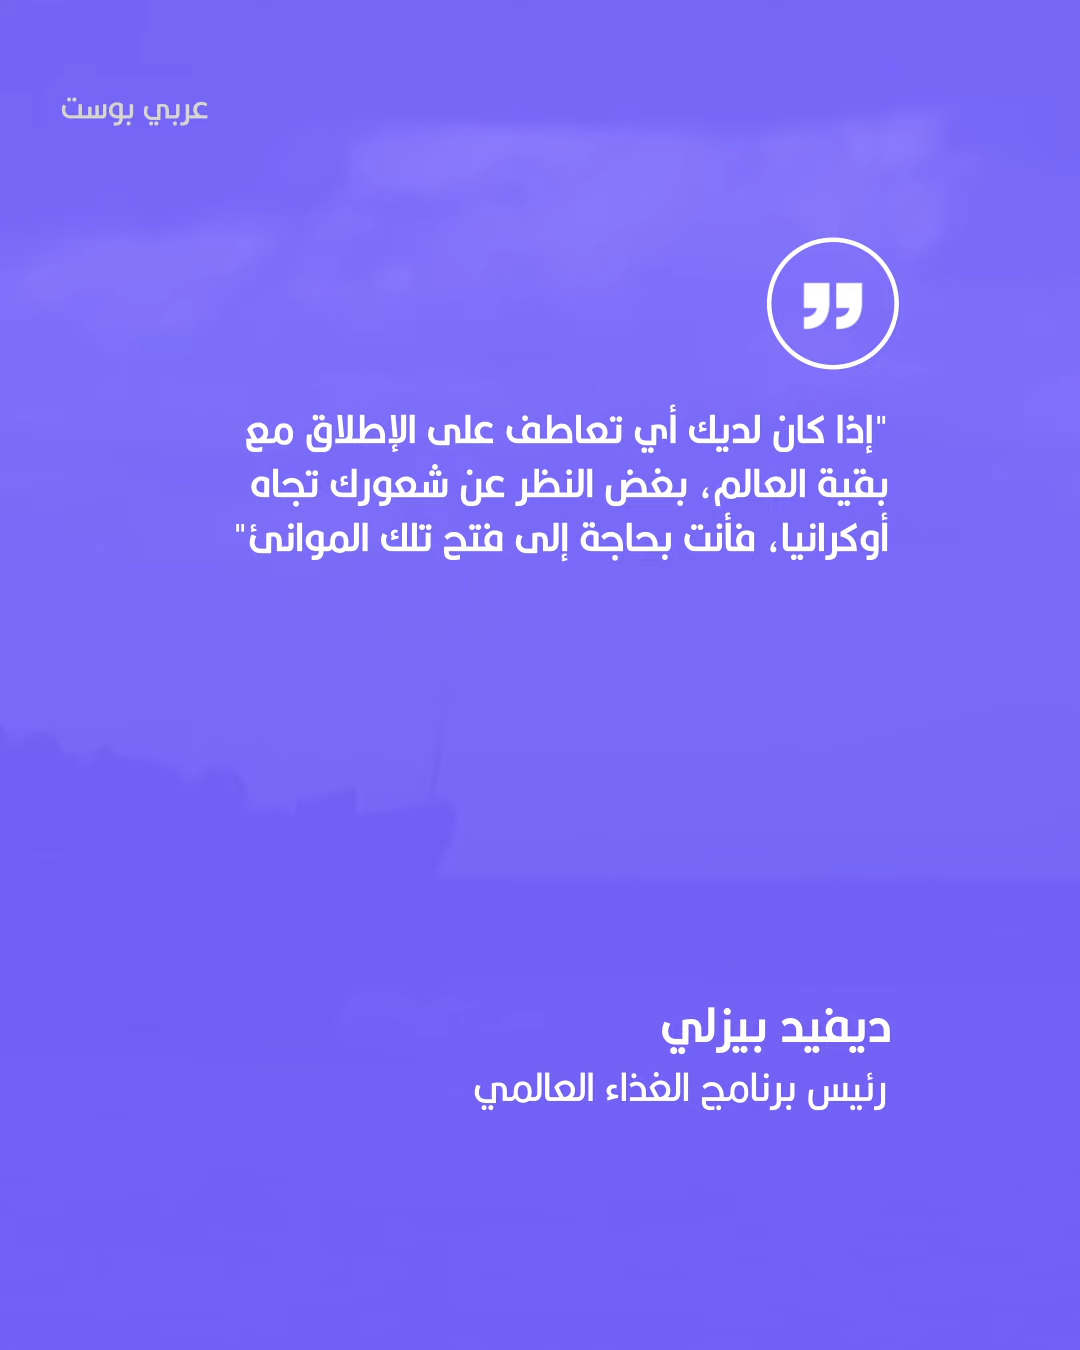 عربي بوست
"إذا كان لديك أي تعاطف على الإطلاق مع
بقية العالم، بغض النظر عن شعورك تجاه
أوكرانيا، فأنت بحاجة إلى فتح تلك الموانئ"
ديفيد بيزلي
رئيس برنامج الغذاء العالمي